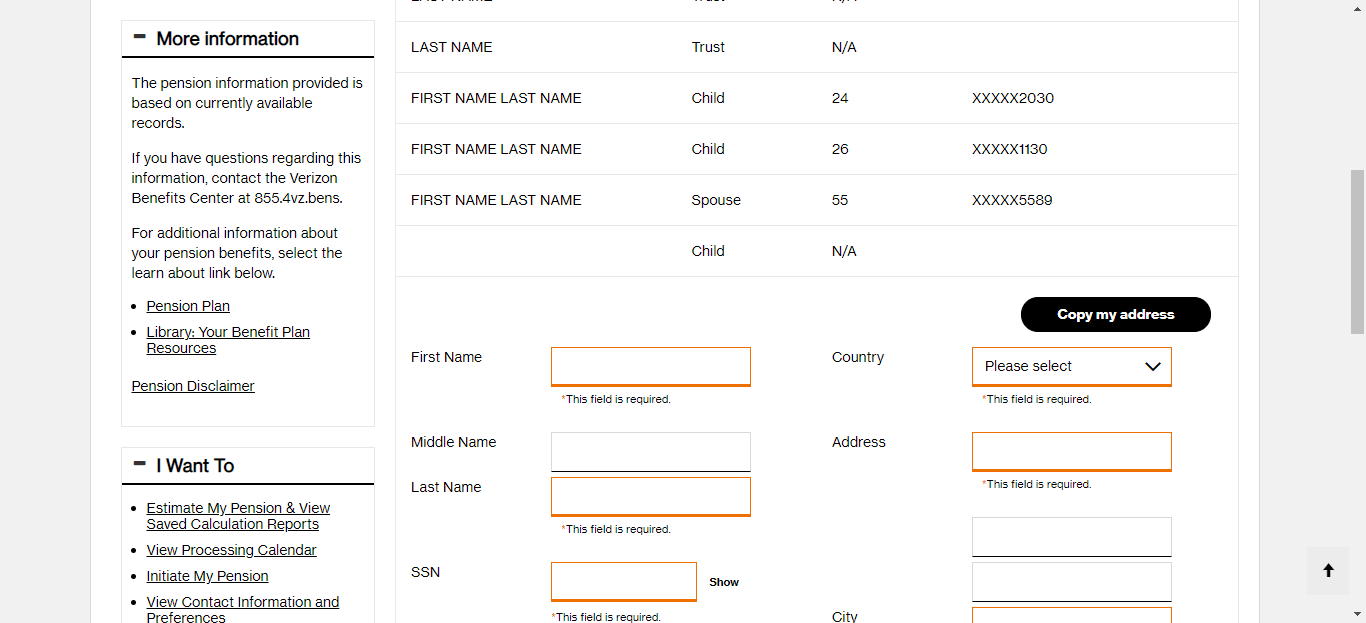 More information
The pension information provided is
based on currently available
records.
If you have questions regarding this
information, contact the Verizon
Benefits Center at 855.4vz.bens.
For additional information about
your pension benefits, select the
learn about link below.
Pension Plan
Library: Your Benefit Plan
Resources
Pension Disclaimer
I Want To
Estimate My Pension & View
Saved Calculation Reports
View Processing Calendar
Initiate My Pension
View Contact Information and
Preferences
LAST NAME Trust N/A
LAST NAME Trust N/A
FIRST NAME LAST NAME Child 24 XXXXX2030
FIRST NAME LAST NAME Child 26 XXXXX1130
FIRST NAME LAST NAME Spouse 55 XXXXX5589
Child N/A
Copy my address
First Name Country Please select
*This field is required. *This field is required.
Middle Name Address
*This field is required.
Last Name
*This field is required.
SSN Show
*This field is required. City